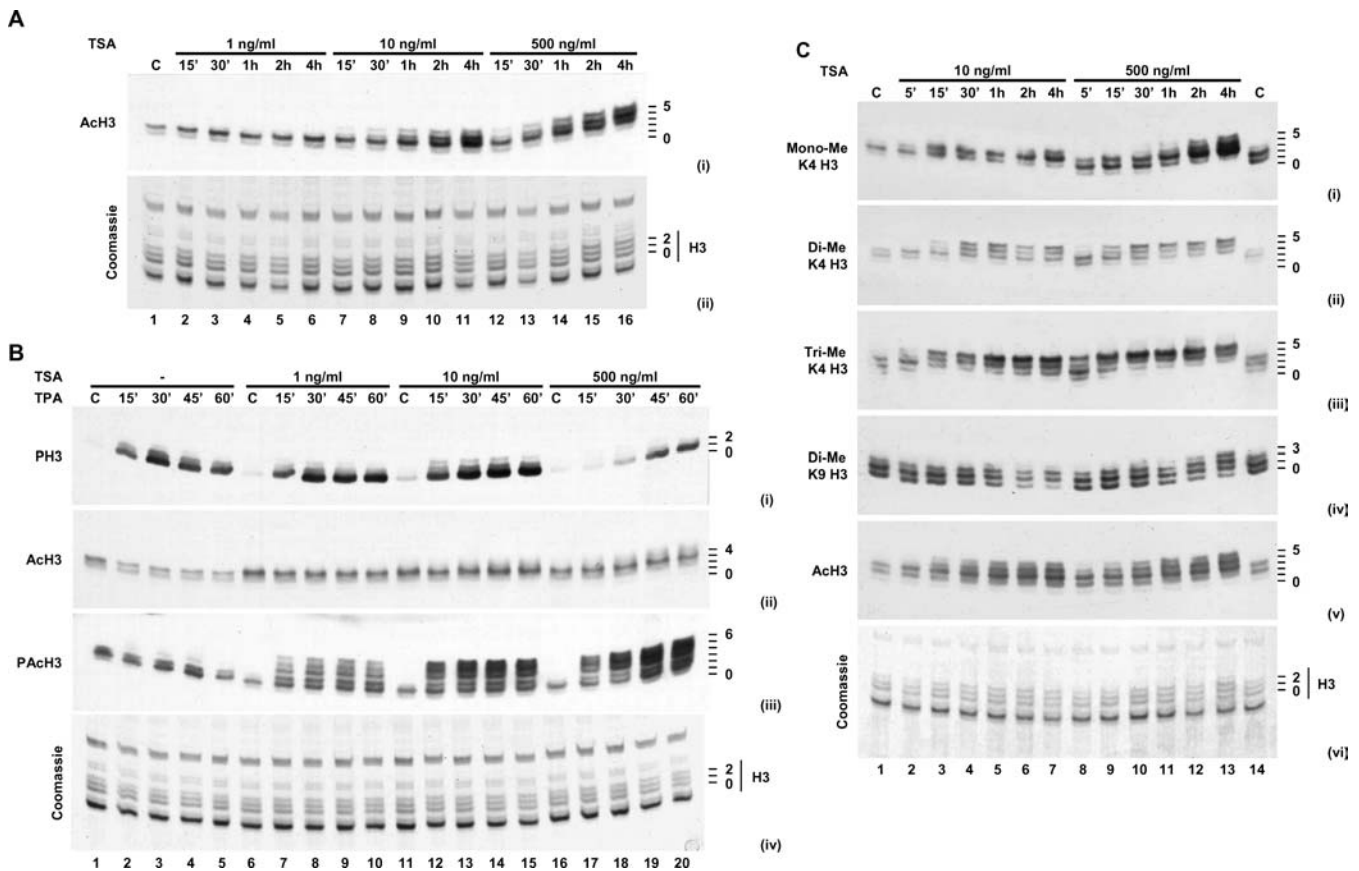 A
TSA 1 ng/ml 10 ng/ml 500 ng/ml
C 15' 30' 1h 2h 4h 15' 30' 1h 2h 4h 15' 30' 1h 2h 4h
AcH3 5 0 (i)
Coomassie 2 0 H3 (ii)
1 2 3 4 5 6 7 8 9 10 11 12 13 14 15 16
B
TSA - 1 ng/ml 10 ng/ml 500 ng/ml
TPA C 15' 30' 45' 60' C 15' 30' 45' 60' C 15' 30' 45' 60' C 15' 30' 45' 60'
PH3 2 0 (i)
AcH3 4 0 (ii)
PAcH3 6 0 (iii)
Coomassie 2 0 H3 (iv)
1 2 3 4 5 6 7 8 9 10 11 12 13 14 15 16 17 18 19 20
C
TSA 10 ng/ml 500 ng/ml
C 5' 15' 30' 1h 2h 4h 5' 15' 30' 1h 2h 4h C
Mono-Me 5
K4 H3 0
(i)
Di-Me 5
K4 H3 0
(ii)
Tri-Me 5
K4 H3 0
(iii)
Di-Me 3
K9 H3 0
(iv)
AcH3 5 0 (v)
Coomassie 2 0 H3 (vi)
1 2 3 4 5 6 7 8 9 10 11 12 13 14